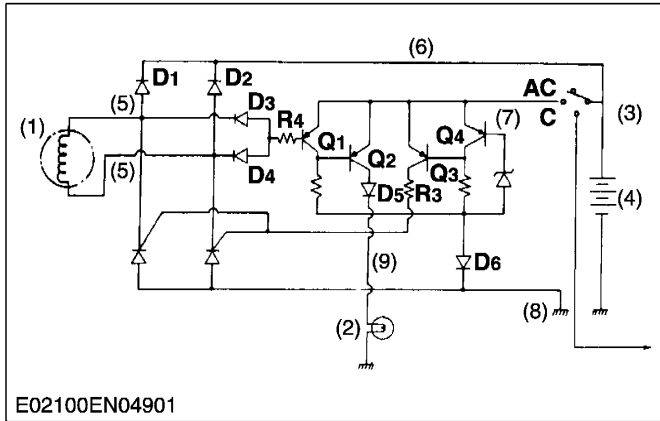 (6)
D1 D2 AC
(5) D3 (7) C (3)
(1) R4 Q1 Q4
Q2 Q3
(5) D4 D5 R3 (4)
(9) D6
(2) (8)
E02100EN04901